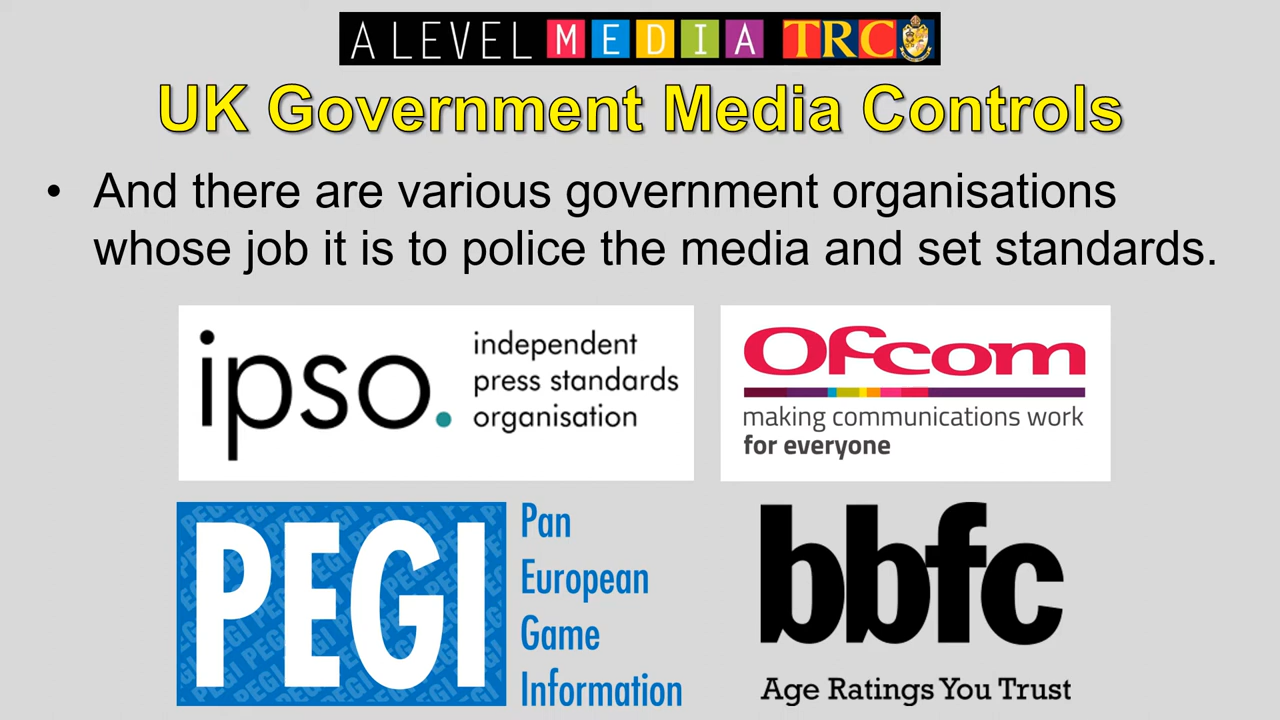 A LEVEL MEDIA TRC
UK Government Media Controls
• And there are various government organisations
whose job it is to police the media and set standards.
ipso.
independent
press standards
organisation
Ofcom
making communications work
for everyone
PEGI
Pan
European
Game
Information
bbfc
Age Ratings You Trust